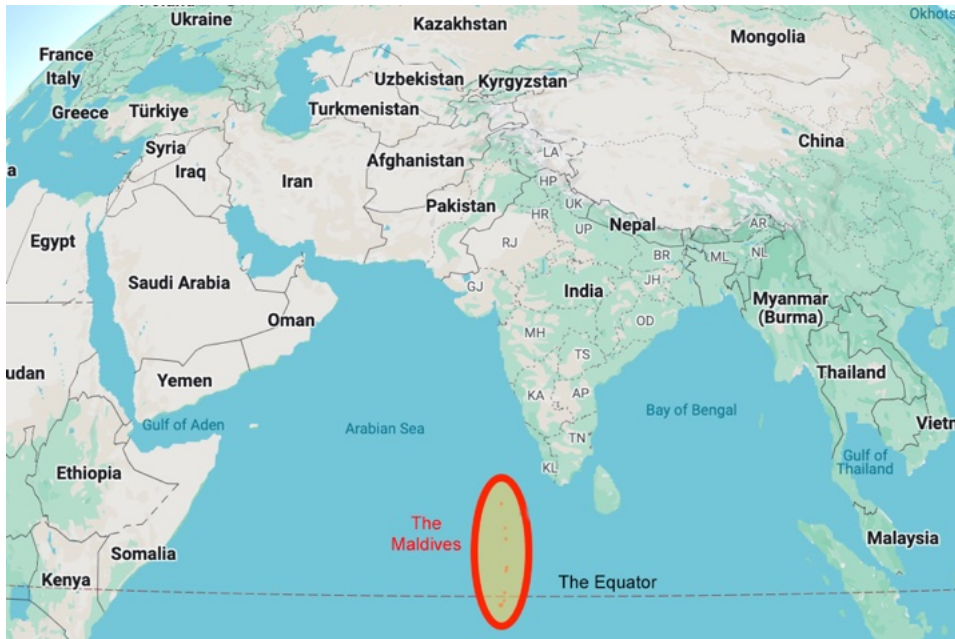 Ukraine
Kazakhstan
Okhots
Mongolia
France
Italy
Uzbekistan
Kyrgyzstan
Greece
Türkiye
Turkmenistan
China
Syria
Afghanistan
LA
Iraq
Iran
HP
Pakistan
UK
HR
Nepal
AR
Egypt
RJ
UP
BR
ML
NL
Saudi Arabia
GJ
India
JH
Myanmar
(Burma)
Oman
MH
OD
udan
Yemen
TS
Thailand
KA
AP
Gulf of Aden
Arabian Sea
Bay of Bengal
Vietn
TN
Gulf of
Thailand
Ethiopia
KL
The
Maldives
Malaysia
Somalia
Kenya
The Equator